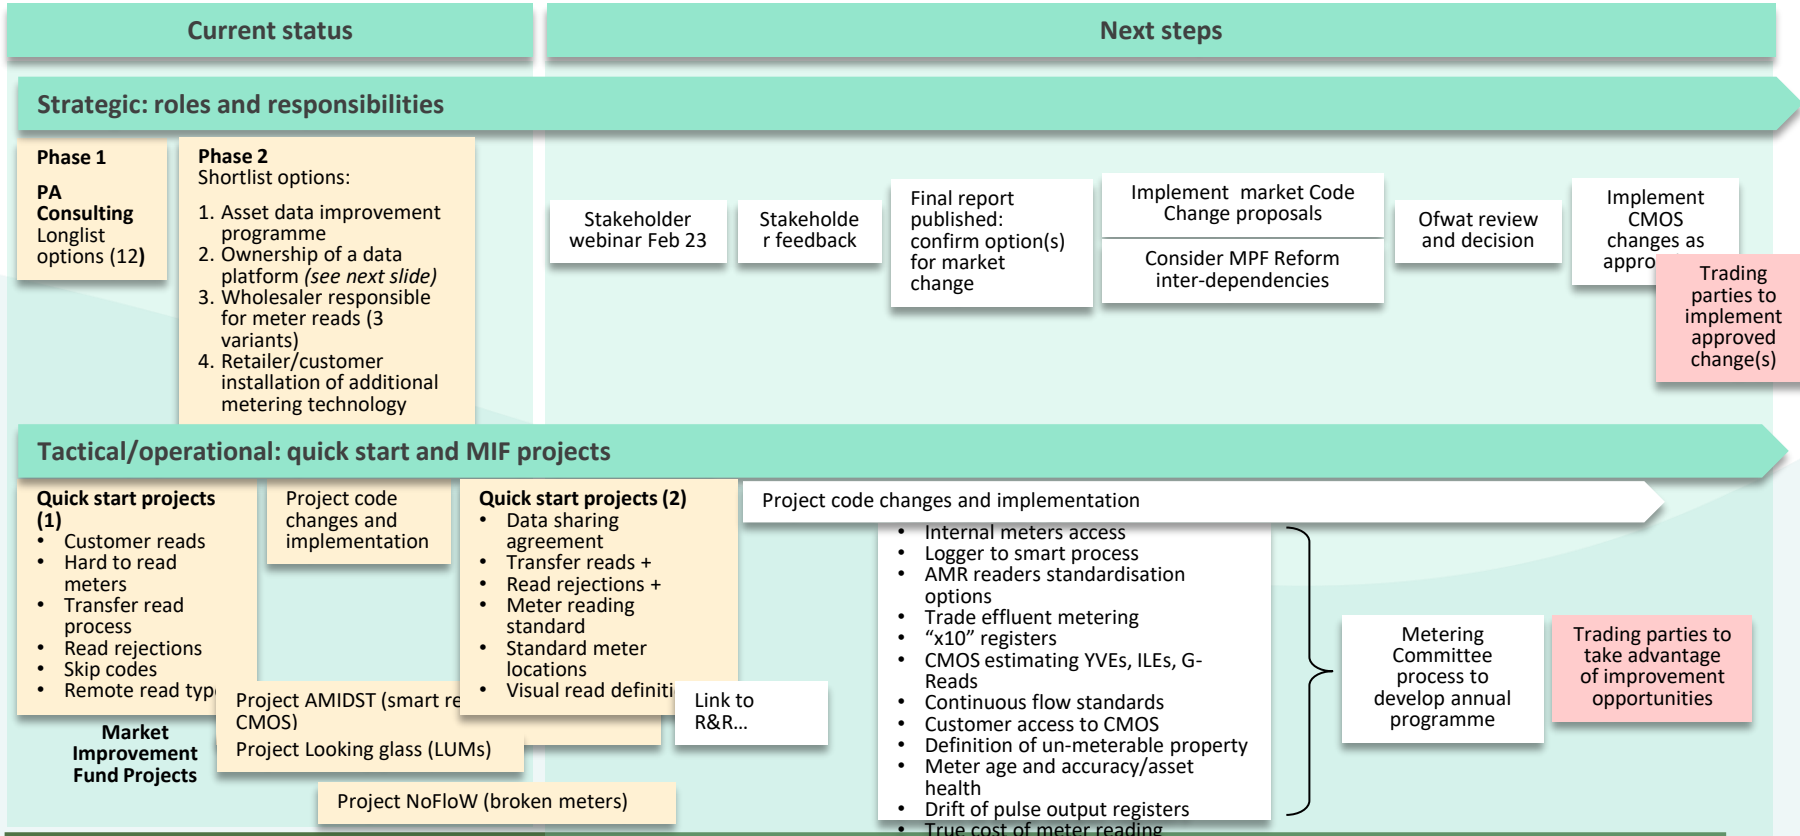 Current status
Next steps
Strategic: roles and responsibilities
Phase 1
PA
Consulting
Longlist
options (12)
Phase 2
Shortlist options:
1. Asset data improvement
programme
2. Ownership of a data
platform (see next slide)
3. Wholesaler responsible
for meter reads (3
variants)
4. Retailer/customer
installation of additional
metering technology
Stakeholder
webinar Feb 23
Stakeholde
r feedback
Final report
published:
confirm option(s)
for market
change
Implement market Code
Change proposals
Consider MPF Reform
inter-dependencies
Ofwat review
and decision
Implement
CMOS
changes as
Trading
parties to
implement
approved
change(s)
Tactical/operational: quick start and MIF projects
Quick start projects
(1)
• Customer reads
• Hard to read
meters
• Transfer read
process
• Read rejections
• Skip codes
• Remote read typ
Project code
changes and
implementation
Quick start projects (2)
• Data sharing
agreement
• Transfer reads +
• Read rejections +
• Meter reading
standard
• Standard meter
locations
• Visual read definiti
Project code changes and implementation
• Internal meters access
• Logger to smart process
• AMR readers standardisation
options
• Trade effluent metering
• “x10” registers
• CMOS estimating YVEs, ILEs, G-
Reads
• Continuous flow standards
• Customer access to CMOS
• Definition of un-meterable property
• Meter age and accuracy/asset
health
• Drift of pulse output registers
• True cost of meter reading
Metering
Committee
process to
develop annual
programme
Trading parties to
take advantage
of improvement
opportunities
Market
Improvement
Fund Projects
Project AMIDST (smart re
CMOS)
Project Looking glass (LUMs)
Project NoFloW (broken meters)
Link to
R&R...